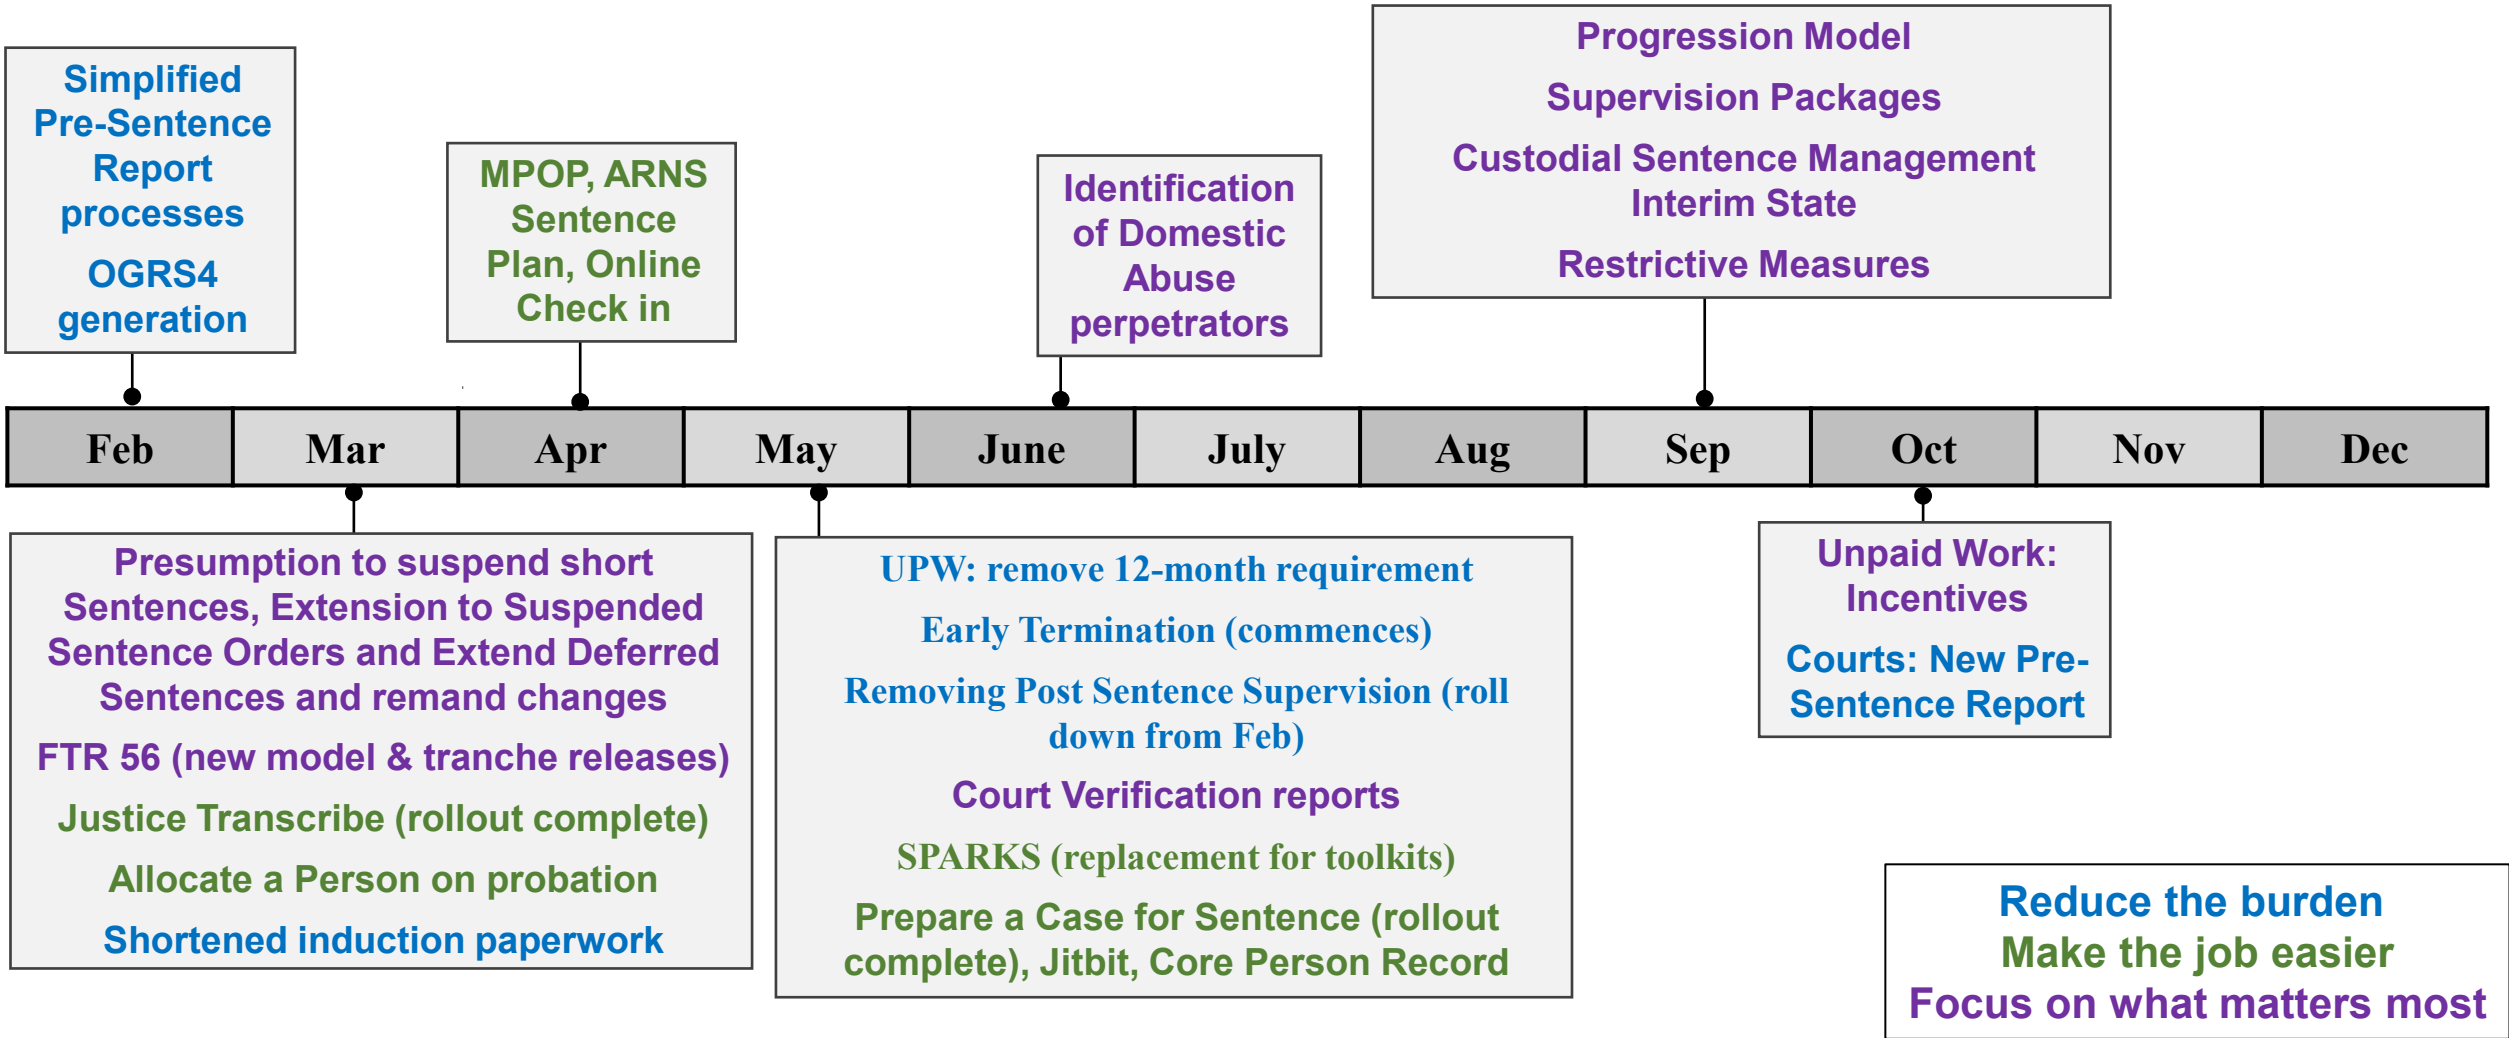 Simplified
Pre-Sentence
Report
processes
OGRS4
generation
MPOP, ARNS
Sentence
Plan, Online
Check in
Identification
of Domestic
Abuse
perpetrators
Progression Model
Supervision Packages
Custodial Sentence Management
Interim State
Restrictive Measures
Feb
Mar
Apr
May
June
July
Aug
Sep
Oct
Nov
Dec
Presumption to suspend short
Sentences, Extension to Suspended
Sentence Orders and Extend Deferred
Sentences and remand changes
FTR 56 (new model & tranche releases)
Justice Transcribe (rollout complete)
Allocate a Person on probation
Shortened induction paperwork
UPW: remove 12-month requirement
Early Termination (commences)
Removing Post Sentence Supervision (roll
down from Feb)
Court Verification reports
SPARKS (replacement for toolkits)
Prepare a Case for Sentence (rollout
complete), Jitbit, Core Person Record
Unpaid Work:
Incentives
Courts: New Pre-
Sentence Report
Reduce the burden
Make the job easier
Focus on what matters most